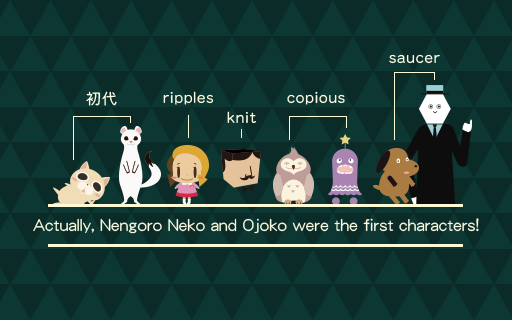 saucer
初代
ripples
copious
knit
Actually, Nengoro Neko and Ojoko were the first characters!